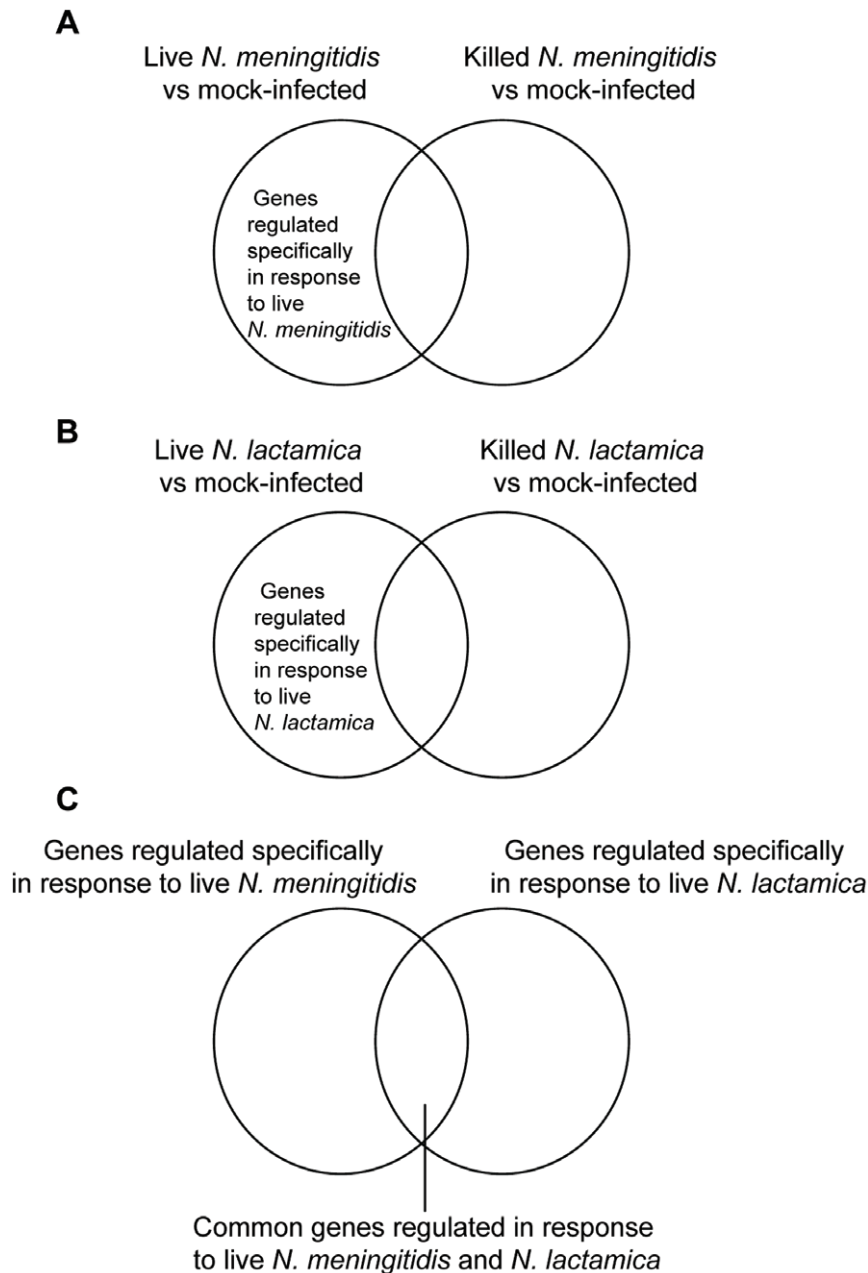 A
Live N. meningitidis
vs mock-infected
Killed N. meningitidis
vs mock-infected
Genes
regulated
specifically
in response
to live
N. meningitidis
B
Live N. lactamica
vs mock-infected
Killed N. lactamica
vs mock-infected
Genes
regulated
specifically
in response
to live
N. lactamica
C
Genes regulated specifically
in response to live N. meningitidis
Genes regulated specifically
in response to live N. lactamica
Common genes regulated in response
to live N. meningitidis and N. lactamica